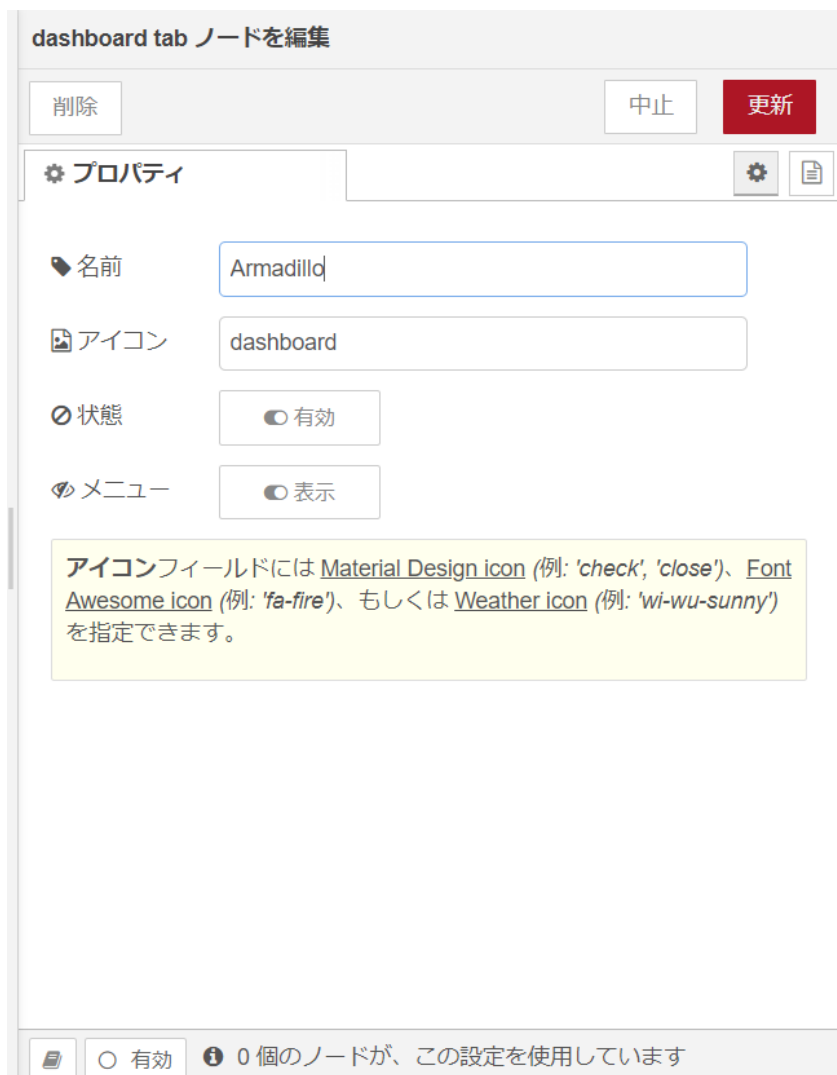 dashboard tab ノードを編集
削除 中止 更新
プロパティ
名前 Armadillo
アイコン dashboard
状態 有効
メニュー 表示
アイコンフィールドには Material Design icon (例: 'check', 'close')、Font
Awesome icon (例: 'fa-fire')、もしくは Weather icon (例: 'wi-wu-sunny')
を指定できます。
有効 0 個のノードが、この設定を使用しています